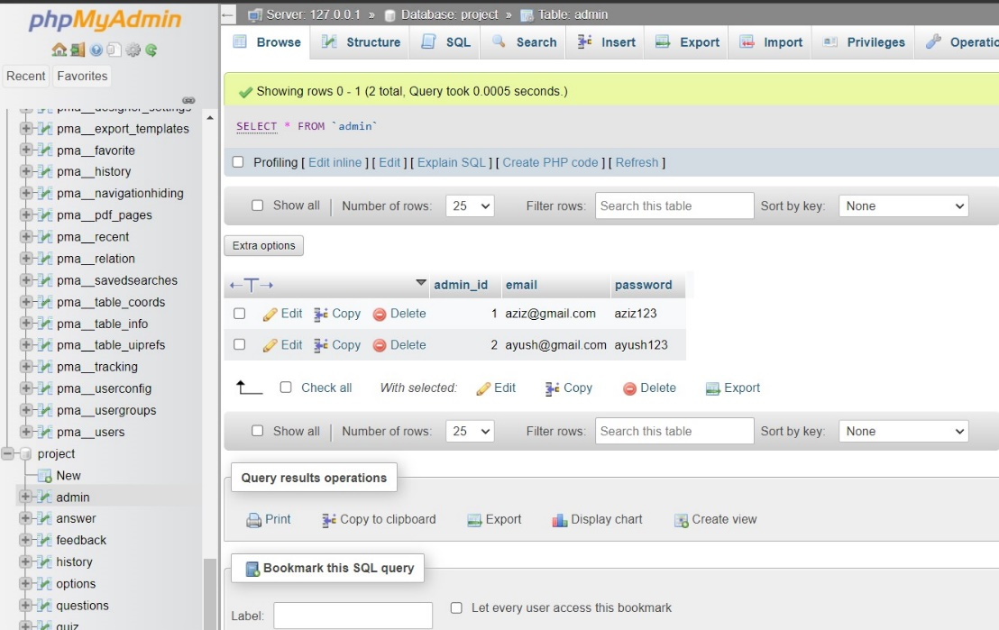 phpMyAdmin
Recent Favorites
pma__designer_settings
pma__export_templates
pma__favorite
pma__history
pma__navigationhiding
pma__pdf_pages
pma__recent
pma__relation
pma__savedsearches
pma__table_coords
pma__table_info
pma__table_uiprefs
pma__tracking
pma__userconfig
pma__usergroups
pma__users
project
New
admin
answer
feedback
history
options
questions
quiz
Server: 127.0.0.1 » Database: project » Table: admin
Browse Structure SQL Search Insert Export Import Privileges Operatio
Showing rows 0 - 1 (2 total, Query took 0.0005 seconds.)
SELECT * FROM `admin`
Profiling [ Edit inline ] [ Edit ] [ Explain SQL ] [ Create PHP code ] [ Refresh ]
Show all Number of rows: 25 Filter rows: Search this table Sort by key: None
Extra options
←T→ admin_id email password
Edit Copy Delete 1 aziz@gmail.com aziz123
Edit Copy Delete 2 ayush@gmail.com ayush123
Check all With selected: Edit Copy Delete Export
Show all Number of rows: 25 Filter rows: Search this table Sort by key: None
Query results operations
Print Copy to clipboard Export Display chart Create view
Bookmark this SQL query
Label: Let every user access this bookmark